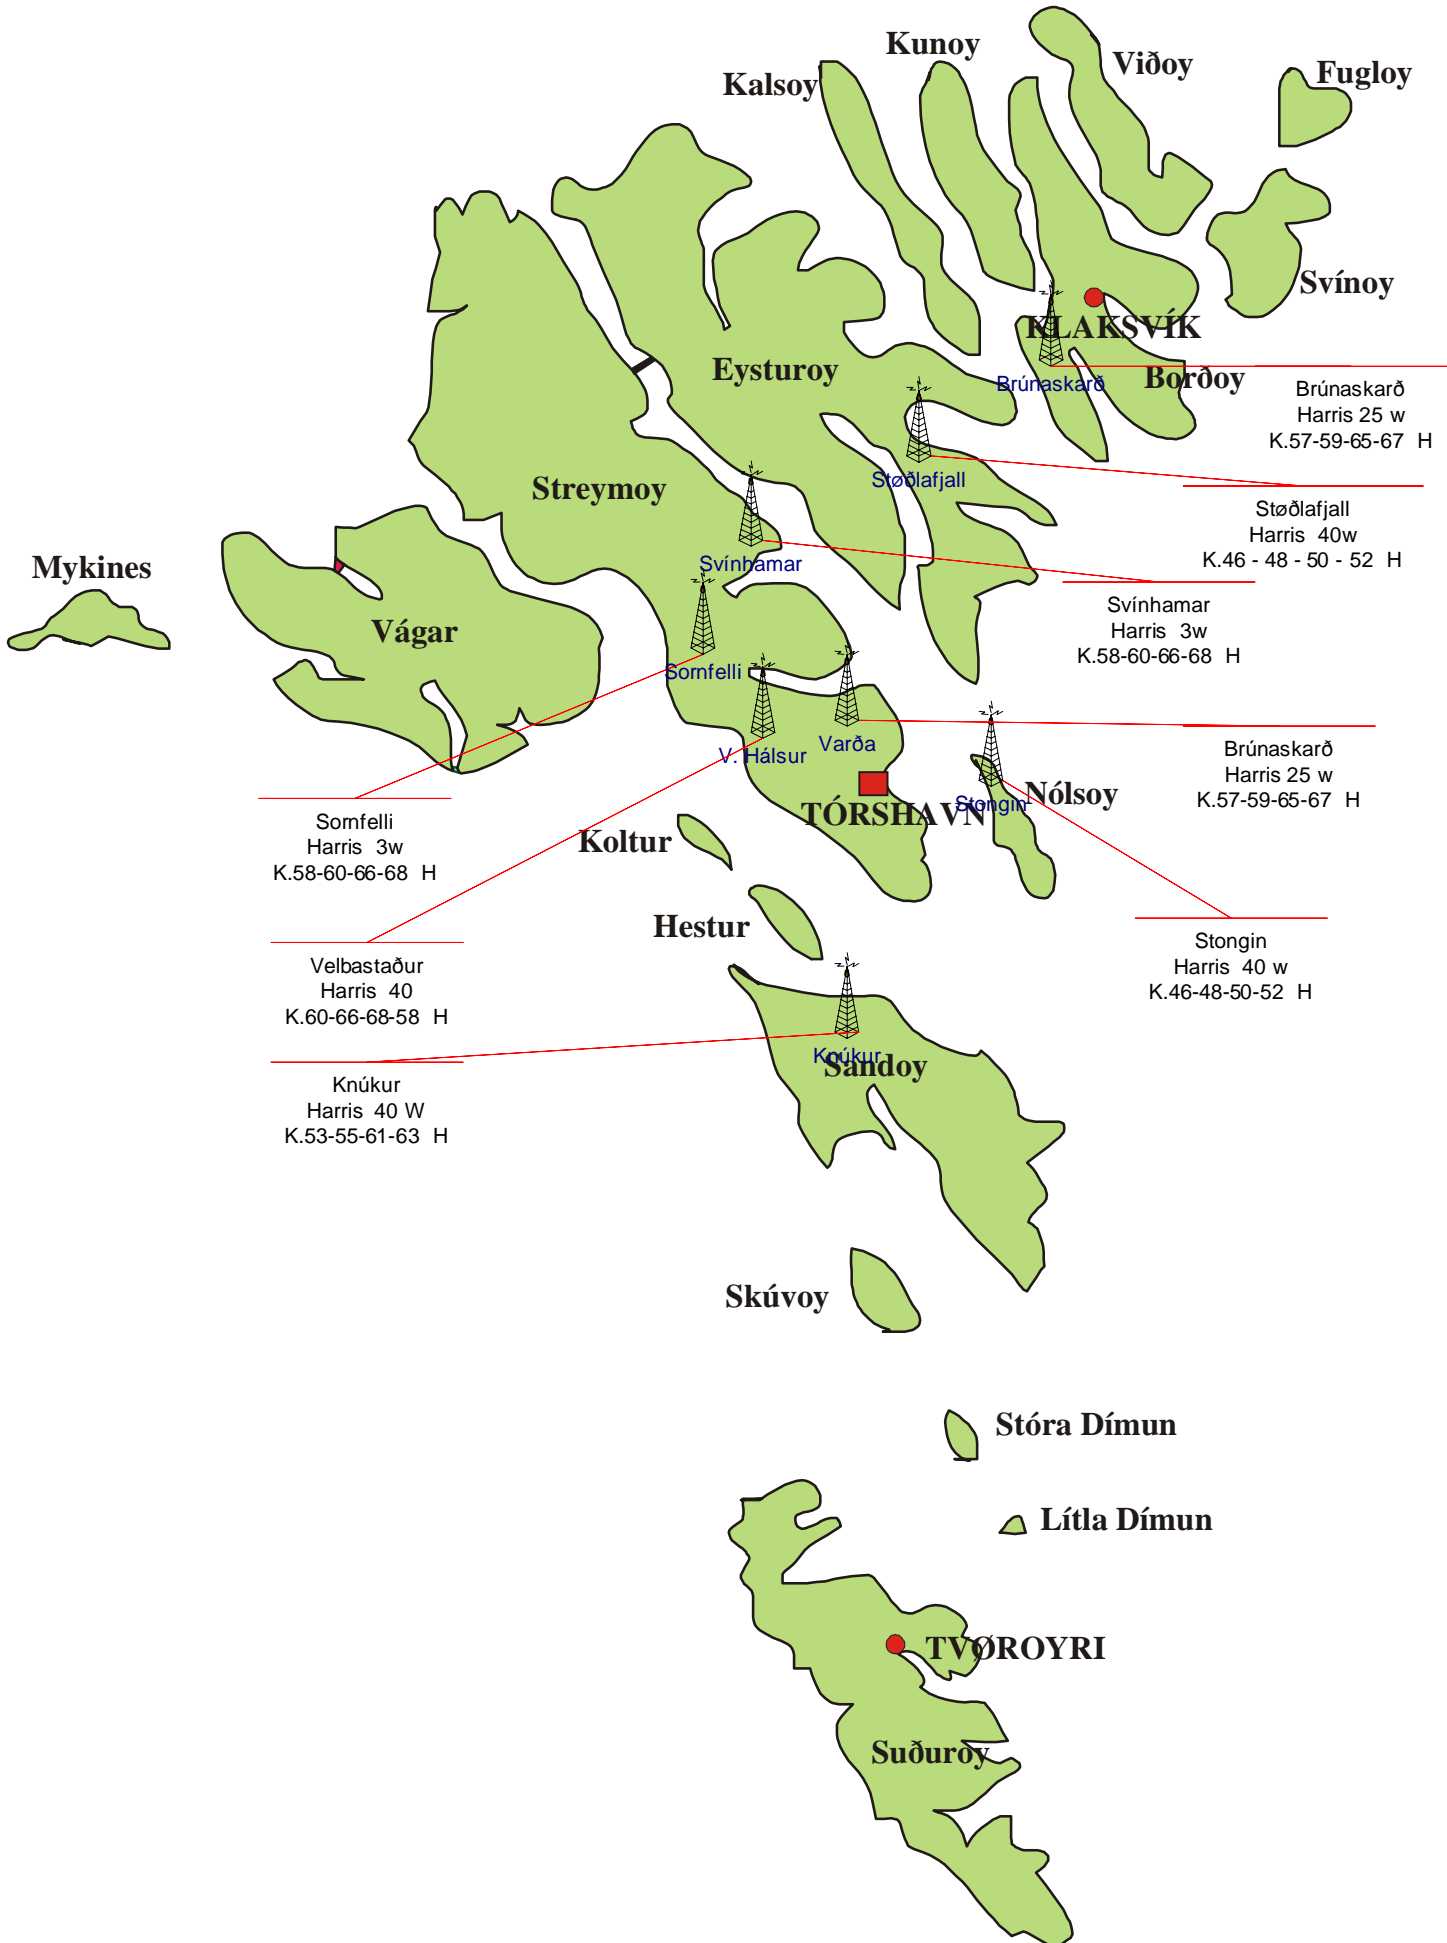 Kunoy
Viðoy
Fugloy
Kalsoy
Svínoy
KLAKSVÍK
Eysturoy
Brúnaskarð
Borðoy
Brúnaskarð
Harris 25 w
K.57-59-65-67 H
Støðlafjall
Streymoy
Støðlafjall
Harris 40w
K.46 - 48 - 50 - 52 H
Svínhamar
Mykines
Svínhamar
Harris 3w
K.58-60-66-68 H
Vágar
Sornfelli
Varða
V. Hálsur
Brúnaskarð
Harris 25 w
K.57-59-65-67 H
Nólsoy
Stongin
TÓRSHAVN
Sornfelli
Harris 3w
K.58-60-66-68 H
Koltur
Hestur
Stongin
Harris 40 w
K.46-48-50-52 H
Velbastaður
Harris 40
K.60-66-68-58 H
Knúkur
Sandoy
Knúkur
Harris 40 W
K.53-55-61-63 H
Skúvoy
Stóra Dímun
Lítla Dímun
TVØROYRI
Suðuroy